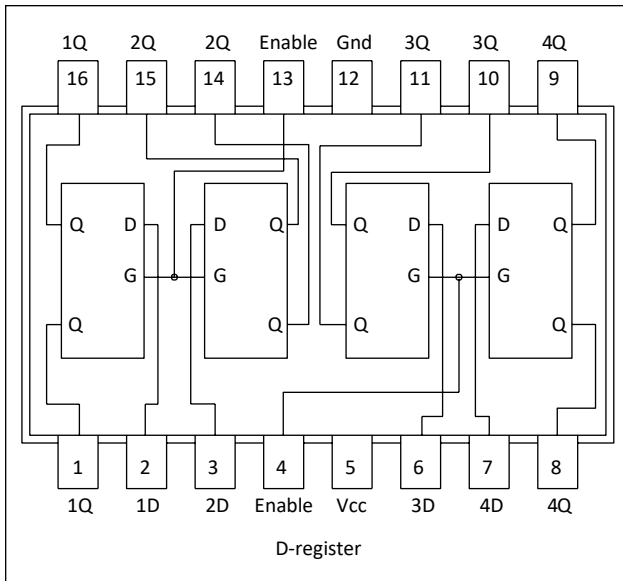 1Q 2Q 2Q Enable Gnd 3Q 3Q 4Q
16 15 14 13 12 11 10 9
Q D D Q Q D D Q
G G G G
Q Q Q Q
1 2 3 4 5 6 7 8
1Q 1D 2D Enable Vcc 3D 4D 4Q
D-register